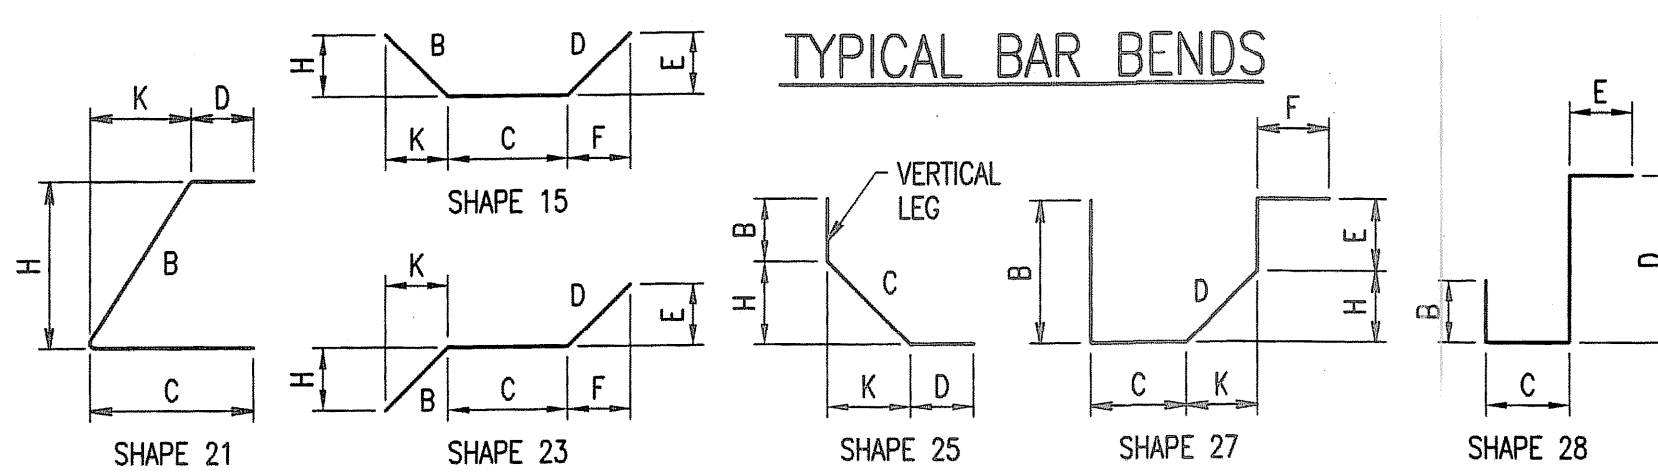 TYPICAL BAR BENDS
K
D
H
B
C
SHAPE 21
H
B
D
E
K
C
F
SHAPE 15
K
D
E
H
B
C
F
SHAPE 23
VERTICAL
LEG
B
C
H
K
D
SHAPE 25
F
B
E
D
H
C
K
SHAPE 27
E
D
B
C
SHAPE 28